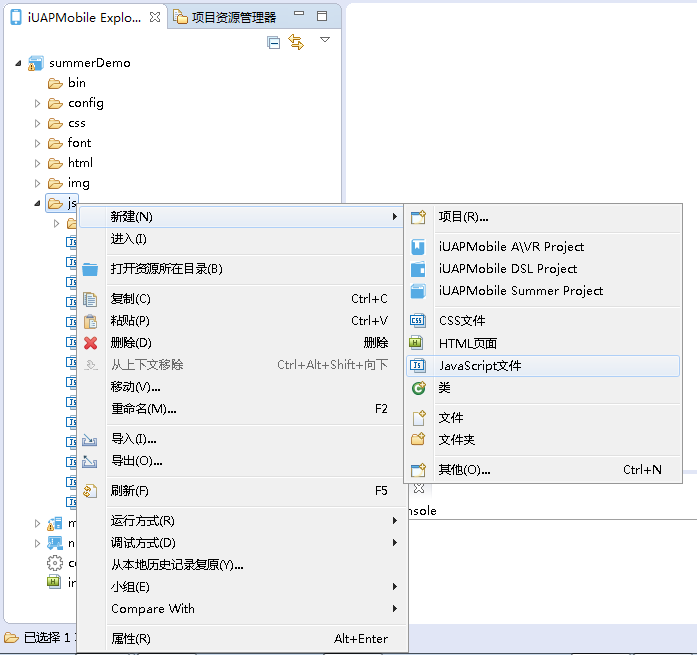 iUAPMobile Explo...
项目资源管理器
summerDemo
bin
config
css
font
html
img
js
新建(N)
进入(I)
打开资源所在目录(B)
复制(C) Ctrl+C
粘贴(P) Ctrl+V
删除(D) 删除
从上下文移除 Ctrl+Alt+Shift+向下
移动(V)...
重命名(M)... F2
导入(I)...
导出(O)...
刷新(F) F5
运行方式(R)
调试方式(D)
从本地历史记录复原(Y)...
小组(E)
Compare With
属性(R) Alt+Enter
项目(R)...
iUAPMobile A\VR Project
iUAPMobile DSL Project
iUAPMobile Summer Project
CSS文件
HTML页面
JavaScript文件
类
文件
文件夹
其他(O)... Ctrl+N
nsole
已选择 1